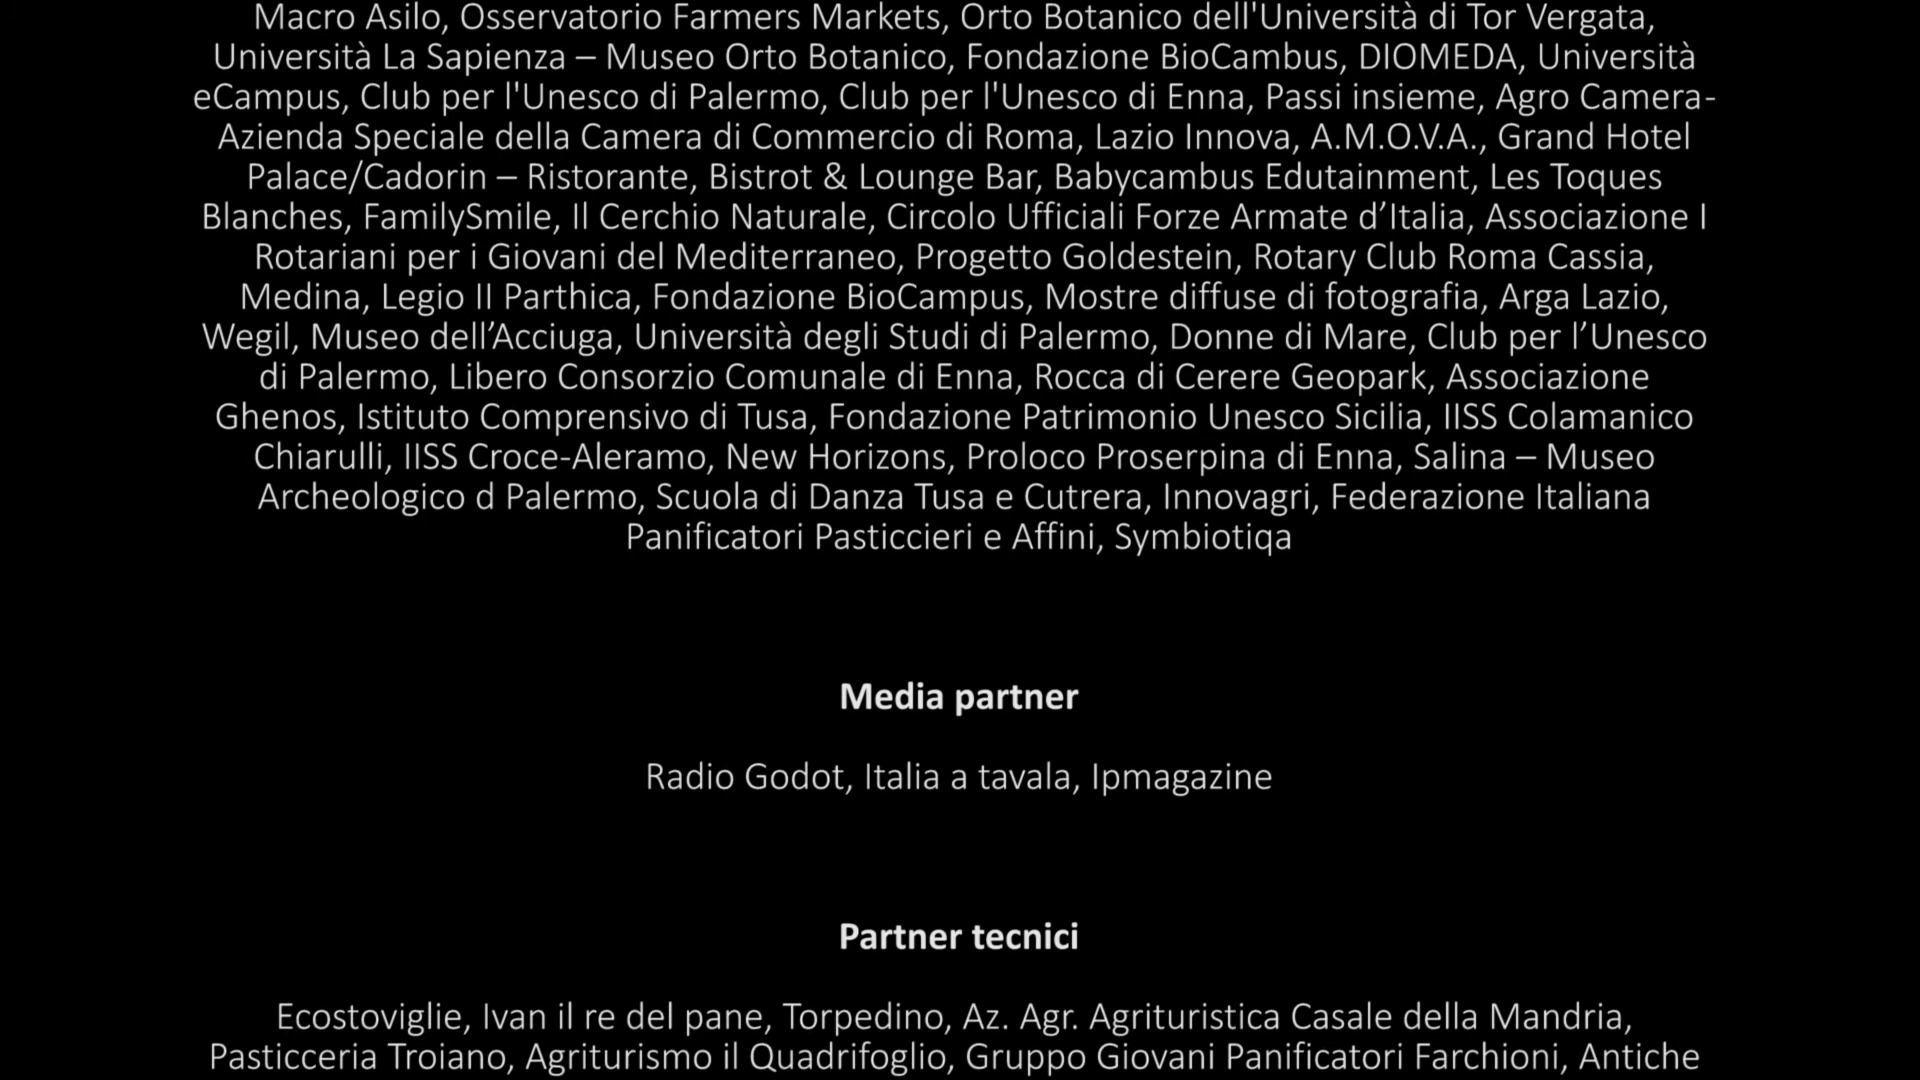 Macro Asilo, Osservatorio Farmers Markets, Orto Botanico dell'Università di Tor Vergata,
Università La Sapienza – Museo Orto Botanico, Fondazione BioCambus, DIOMEDA, Università
eCampus, Club per l'Unesco di Palermo, Club per l'Unesco di Enna, Passi insieme, Agro Camera-
Azienda Speciale della Camera di Commercio di Roma, Lazio Innova, A.M.O.V.A., Grand Hotel
Palace/Cadorin – Ristorante, Bistrot & Lounge Bar, Babycambus Edutainment, Les Toques
Blanches, FamilySmile, Il Cerchio Naturale, Circolo Ufficiali Forze Armate d’Italia, Associazione I
Rotariani per i Giovani del Mediterraneo, Progetto Goldestein, Rotary Club Roma Cassia,
Medina, Legio II Parthica, Fondazione BioCampus, Mostre diffuse di fotografia, Arga Lazio,
Wegil, Museo dell’Acciuga, Università degli Studi di Palermo, Donne di Mare, Club per l’Unesco
di Palermo, Libero Consorzio Comunale di Enna, Rocca di Cerere Geopark, Associazione
Ghenos, Istituto Comprensivo di Tusa, Fondazione Patrimonio Unesco Sicilia, IISS Colamanico
Chiarulli, IISS Croce-Aleramo, New Horizons, Proloco Proserpina di Enna, Salina – Museo
Archeologico d Palermo, Scuola di Danza Tusa e Cutrera, Innovagri, Federazione Italiana
Panificatori Pasticcieri e Affini, Symbiotiqa
Media partner
Radio Godot, Italia a tavala, Ipmagazine
Partner tecnici
Ecostoviglie, Ivan il re del pane, Torpedino, Az. Agr. Agrituristica Casale della Mandria,
Pasticceria Troiano, Agriturismo il Quadrifoglio, Gruppo Giovani Panificatori Farchioni, Antiche